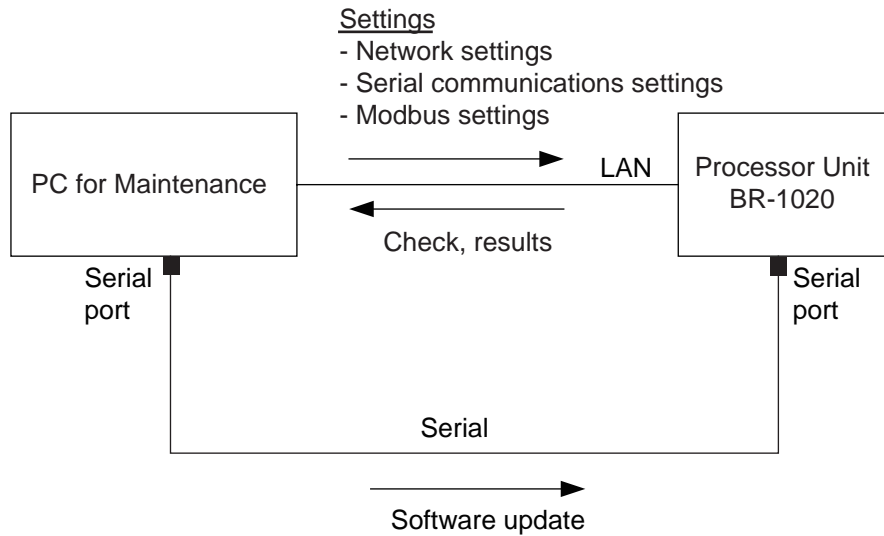 Settings
- Network settings
- Serial communications settings
- Modbus settings
PC for Maintenance
LAN
Processor Unit
BR-1020
Check, results
Serial
port
Serial
port
Serial
Software update